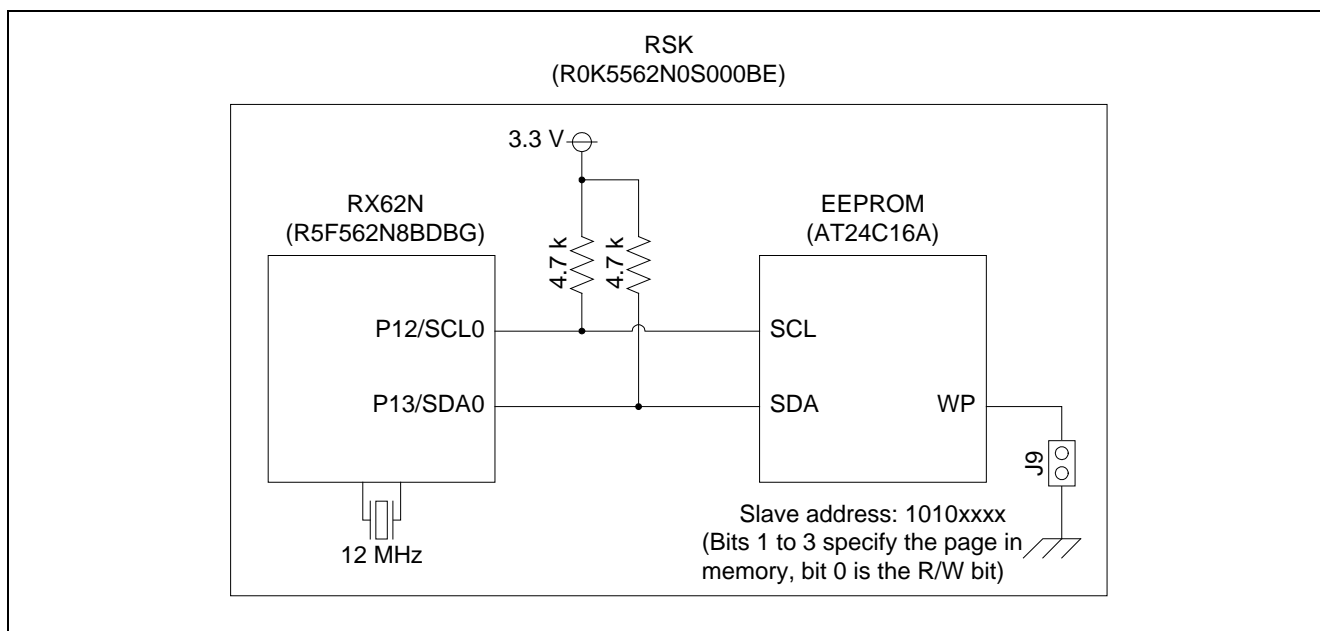 RSK
(R0K5562N0S000BE)
3.3 V
RX62N
(R5F562N8BDBG)
4.7 k
4.7 k
EEPROM
(AT24C16A)
P12/SCL0
SCL
P13/SDA0
SDA
WP
J9
12 MHz
Slave address: 1010xxxx
(Bits 1 to 3 specify the page in
memory, bit 0 is the R/W bit)